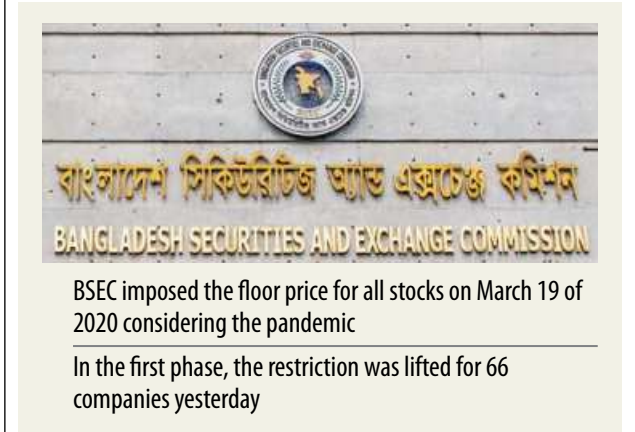 বাংলাদেশ সিকিউরিটিজ অ্যান্ড এক্সচেঞ্জ কমিশন
BANGLADESH SECURITIES AND EXCHANGE COMMISSION
BSEC imposed the floor price for all stocks on March 19 of
2020 considering the pandemic
In the first phase, the restriction was lifted for 66
companies yesterday